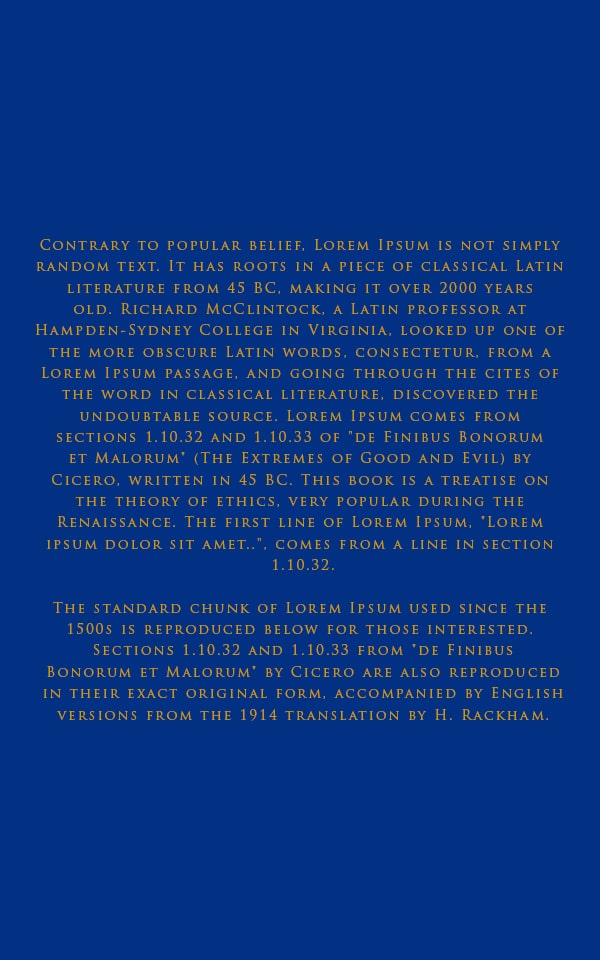 Contrary to popular belief, Lorem Ipsum is not simply
random text. It has roots in a piece of classical Latin
literature from 45 BC, making it over 2000 years
old. Richard McClintock, a Latin professor at
Hampden-Sydney College in Virginia, looked up one of
the more obscure Latin words, consectetur, from a
Lorem Ipsum passage, and going through the cites of
the word in classical literature, discovered the
undoubtable source. Lorem Ipsum comes from
sections 1.10.32 and 1.10.33 of "de Finibus Bonorum
et Malorum" (The Extremes of Good and Evil) by
Cicero, written in 45 BC. This book is a treatise on
the theory of ethics, very popular during the
Renaissance. The first line of Lorem Ipsum, "Lorem
ipsum dolor sit amet..", comes from a line in section
1.10.32.
The standard chunk of Lorem Ipsum used since the
1500s is reproduced below for those interested.
Sections 1.10.32 and 1.10.33 from "de Finibus
Bonorum et Malorum" by Cicero are also reproduced
in their exact original form, accompanied by English
versions from the 1914 translation by H. Rackham.